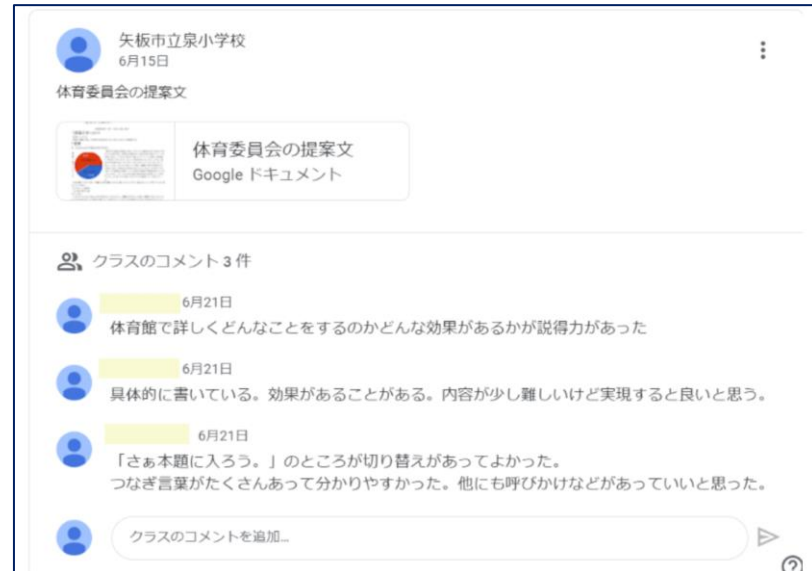 矢板市立泉小学校
6月15日
体育委員会の提案文
体育委員会の提案文
Google ドキュメント
クラスのコメント 3 件
6月21日
体育館で詳しくどんなことをするのかどんな効果があるかが説得力があった
6月21日
具体的に書いている。効果があることがある。内容が少し難しいけど実現すると良いと思う。
6月21日
「さぁ本題に入ろう。」のところが切り替えがあってよかった。
つなぎ言葉がたくさんあって分かりやすかった。他にも呼びかけなどがあっていいと思った。
クラスのコメントを追加…